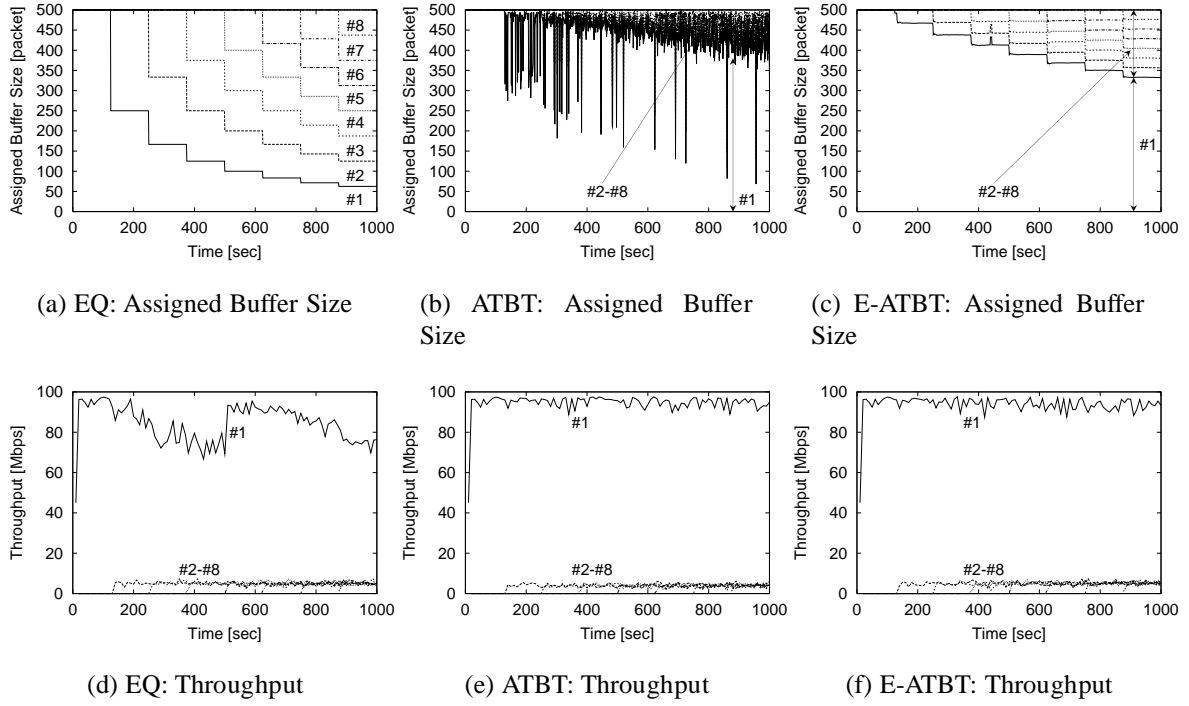 Assigned Buffer Size [packet]
500
450
400
350
300
250
200
150
100
50
0
#8
#7
#6
#5
#4
#3
#2
#1
0 200 400 600 800 1000
Time [sec]
(a) EQ: Assigned Buffer Size
Assigned Buffer Size [packet]
500
450
400
350
300
250
200
150
100
50
0
#2-#8
#1
0 200 400 600 800 1000
Time [sec]
(b) ATBT: Assigned Buffer
Size
Assigned Buffer Size [packet]
500
450
400
350
300
250
200
150
100
50
0
#1
#2-#8
0 200 400 600 800 1000
Time [sec]
(c) E-ATBT: Assigned Buffer
Size
Throughput [Mbps]
100
80
60
40
20
0
#1
#2-#8
0 200 400 600 800 1000
Time [sec]
(d) EQ: Throughput
Throughput [Mbps]
100
80
60
40
20
0
#1
#2-#8
0 200 400 600 800 1000
Time [sec]
(e) ATBT: Throughput
Throughput [Mbps]
100
80
60
40
20
0
#1
#2-#8
0 200 400 600 800 1000
Time [sec]
(f) E-ATBT: Throughput